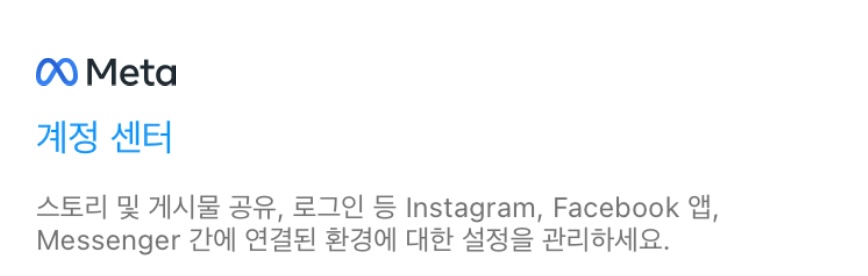 Meta
계정 센터
스토리 및 게시물 공유, 로그인 등 Instagram, Facebook 앱,
Messenger 간에 연결된 환경에 대한 설정을 관리하세요.